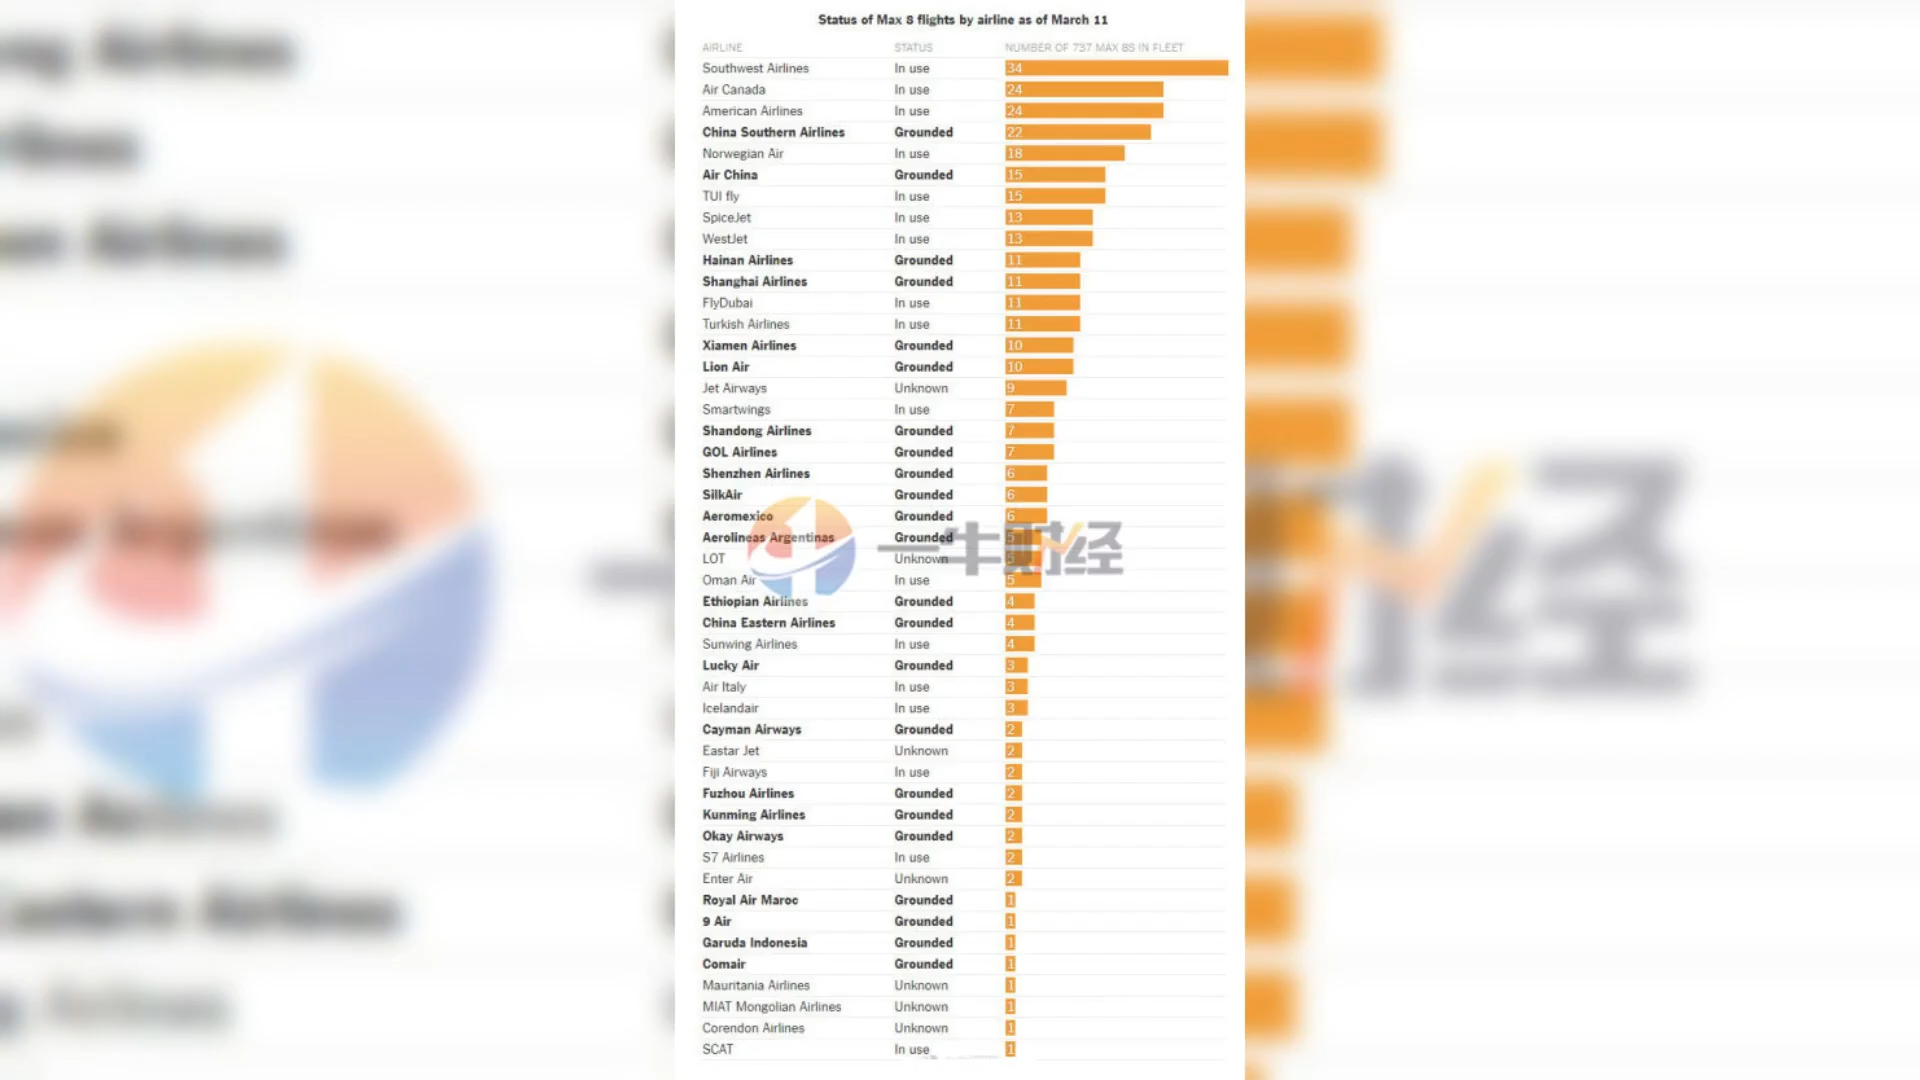 Status of Max 8 flights by airline as of March 11
AIRLINE STATUS NUMBER OF 737 MAX 8S IN FLEET
Southwest Airlines In use 34
Air Canada In use 24
American Airlines In use 24
China Southern Airlines Grounded 22
Norwegian Air In use 18
Air China Grounded 15
TUI fly In use 15
SpiceJet In use 13
WestJet In use 13
Hainan Airlines Grounded 11
Shanghai Airlines Grounded 11
FlyDubai In use 11
Turkish Airlines In use 11
Xiamen Airlines Grounded 10
Lion Air Grounded 10
Jet Airways Unknown 9
Smartwings In use 7
Shandong Airlines Grounded 7
GOL Airlines Grounded 7
Shenzhen Airlines Grounded 6
SilkAir Grounded 6
Aeromexico Grounded 6
Aerolineas Argentinas Grounded 5
LOT Unknown
一牛财经
Oman Air In use 5
Ethiopian Airlines Grounded 4
China Eastern Airlines Grounded 4
Sunwing Airlines In use 4
Lucky Air Grounded 3
Air Italy In use 3
Icelandair In use 3
Cayman Airways Grounded 2
Eastar Jet Unknown 2
Fiji Airways In use 2
Fuzhou Airlines Grounded 2
Kunming Airlines Grounded 2
Okay Airways Grounded 2
S7 Airlines In use 2
Enter Air Unknown 2
Royal Air Maroc Grounded 1
9 Air Grounded 1
Garuda Indonesia Grounded 1
Comair Grounded 1
Mauritania Airlines Unknown 1
MIAT Mongolian Airlines Unknown 1
Corendon Airlines Unknown 1
SCAT In use 1